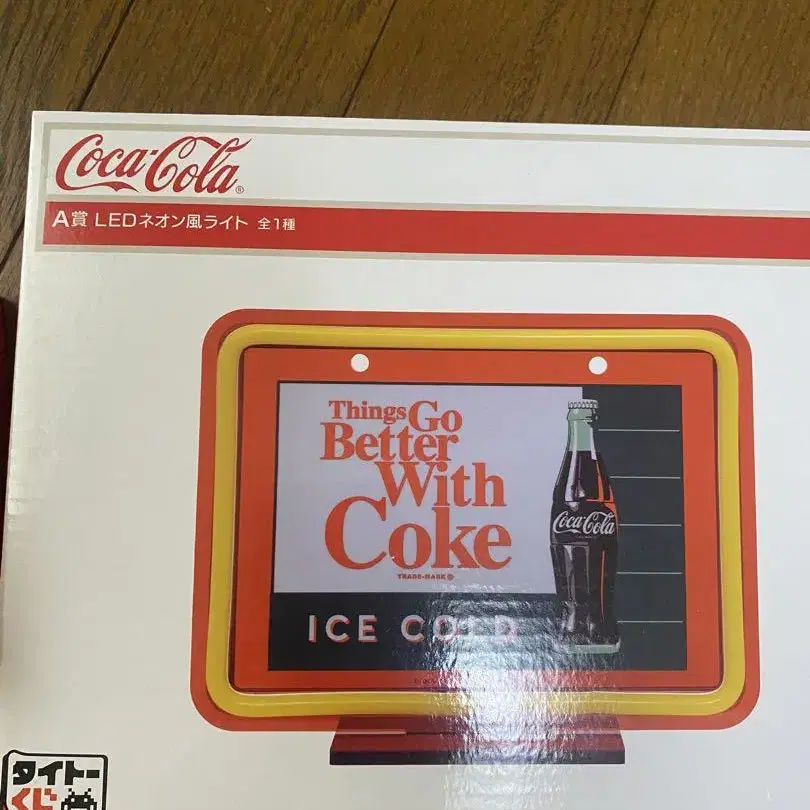 Coca-Cola®
A賞 LEDネオン風ライト 全1種
Things Go
Better
With
Coke
TRADE-MARK ®
Coca-Cola
ICE COLD
タイトー
くじ